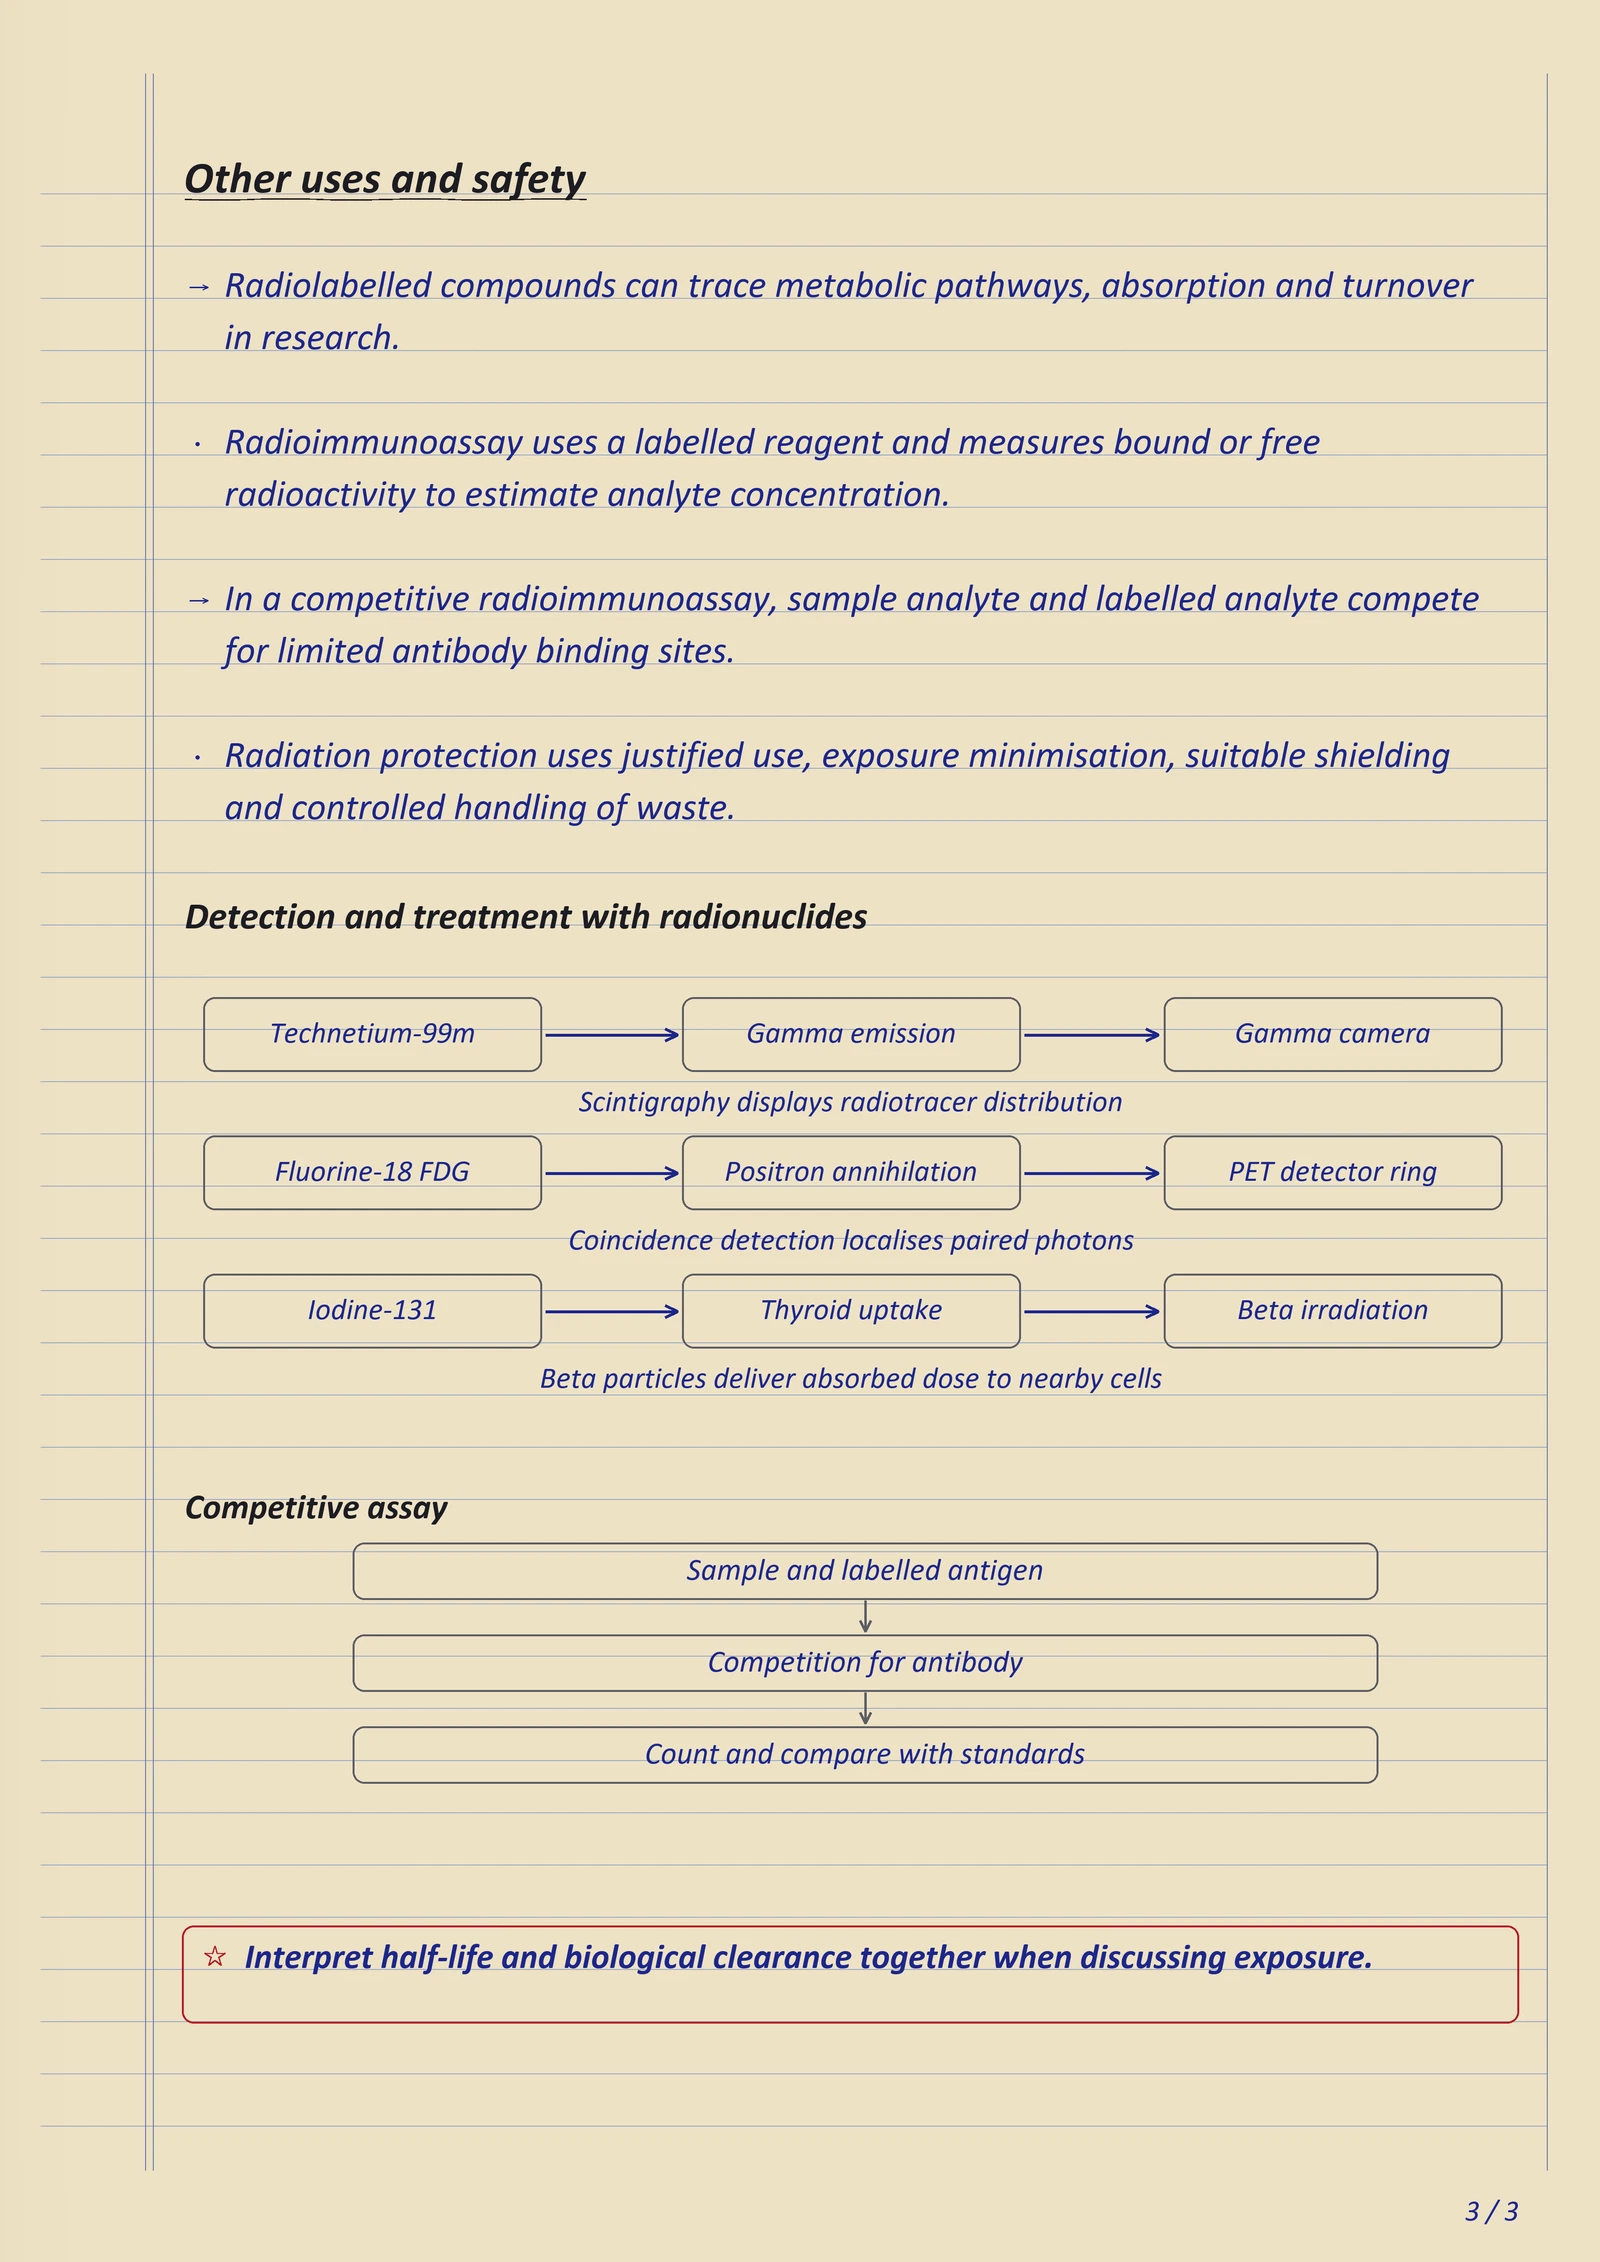 Other uses and safety
→ Radiolabelled compounds can trace metabolic pathways, absorption and turnover
in research.
· Radioimmunoassay uses a labelled reagent and measures bound or free
radioactivity to estimate analyte concentration.
→ In a competitive radioimmunoassay, sample analyte and labelled analyte compete
for limited antibody binding sites.
· Radiation protection uses justified use, exposure minimisation, suitable shielding
and controlled handling of waste.
Detection and treatment with radionuclides
Technetium-99m → Gamma emission → Gamma camera
Scintigraphy displays radiotracer distribution
Fluorine-18 FDG → Positron annihilation → PET detector ring
Coincidence detection localises paired photons
Iodine-131 → Thyroid uptake → Beta irradiation
Beta particles deliver absorbed dose to nearby cells
Competitive assay
Sample and labelled antigen
Competition for antibody
Count and compare with standards
☆ Interpret half-life and biological clearance together when discussing exposure.
3 / 3